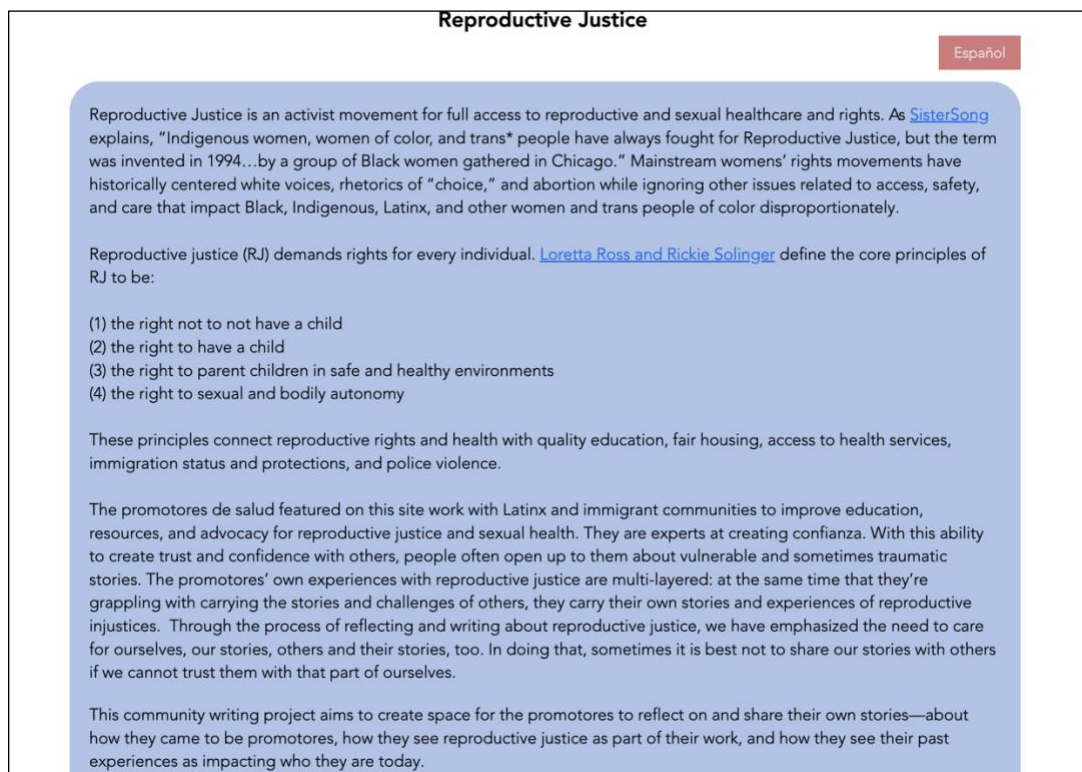 Reproductive Justice
Español
Reproductive Justice is an activist movement for full access to reproductive and sexual healthcare and rights. As SisterSong
explains, “Indigenous women, women of color, and trans* people have always fought for Reproductive Justice, but the term
was invented in 1994…by a group of Black women gathered in Chicago.” Mainstream womens’ rights movements have
historically centered white voices, rhetorics of “choice,” and abortion while ignoring other issues related to access, safety,
and care that impact Black, Indigenous, Latinx, and other women and trans people of color disproportionately.
Reproductive justice (RJ) demands rights for every individual. Loretta Ross and Rickie Solinger define the core principles of
RJ to be:
(1) the right not to not have a child
(2) the right to have a child
(3) the right to parent children in safe and healthy environments
(4) the right to sexual and bodily autonomy
These principles connect reproductive rights and health with quality education, fair housing, access to health services,
immigration status and protections, and police violence.
The promotores de salud featured on this site work with Latinx and immigrant communities to improve education,
resources, and advocacy for reproductive justice and sexual health. They are experts at creating confianza. With this ability
to create trust and confidence with others, people often open up to them about vulnerable and sometimes traumatic
stories. The promotores’ own experiences with reproductive justice are multi-layered: at the same time that they’re
grappling with carrying the stories and challenges of others, they carry their own stories and experiences of reproductive
injustices. Through the process of reflecting and writing about reproductive justice, we have emphasized the need to care
for ourselves, our stories, others and their stories, too. In doing that, sometimes it is best not to share our stories with others
if we cannot trust them with that part of ourselves.
This community writing project aims to create space for the promotores to reflect on and share their own stories—about
how they came to be promotores, how they see reproductive justice as part of their work, and how they see their past
experiences as impacting who they are today.